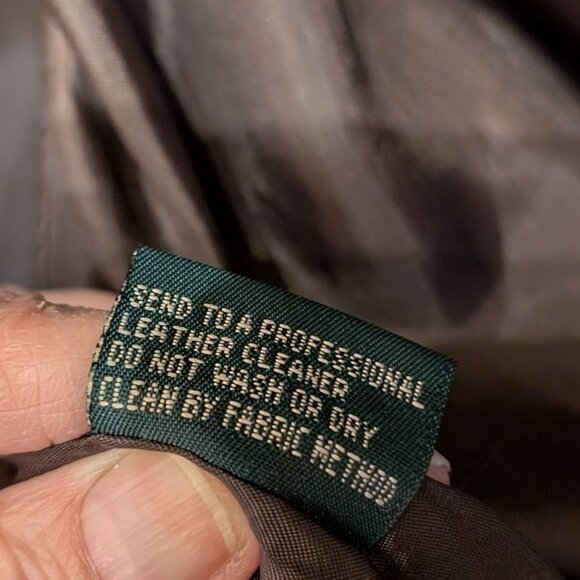 SEND TO A PROFESSIONAL
LEATHER CLEANER
DO NOT WASH OR DRY
CLEAN BY FABRIC METHOD